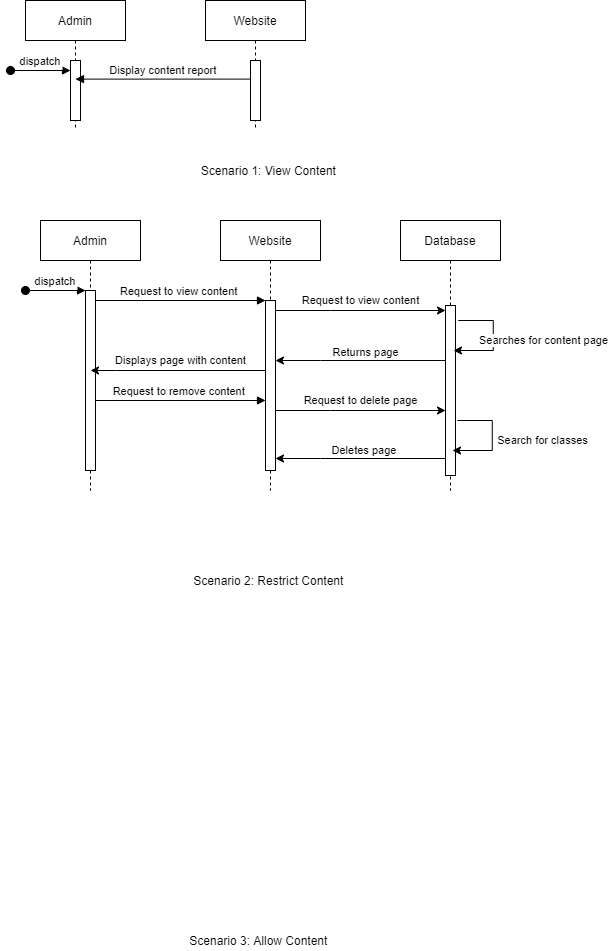 Admin
Website
dispatch
Display content report
Scenario 1: View Content
Admin
Website
Database
dispatch
Request to view content
Request to view content
Searches for content page
Returns page
Displays page with content
Request to remove content
Request to delete page
Search for classes
Deletes page
Scenario 2: Restrict Content
Scenario 3: Allow Content